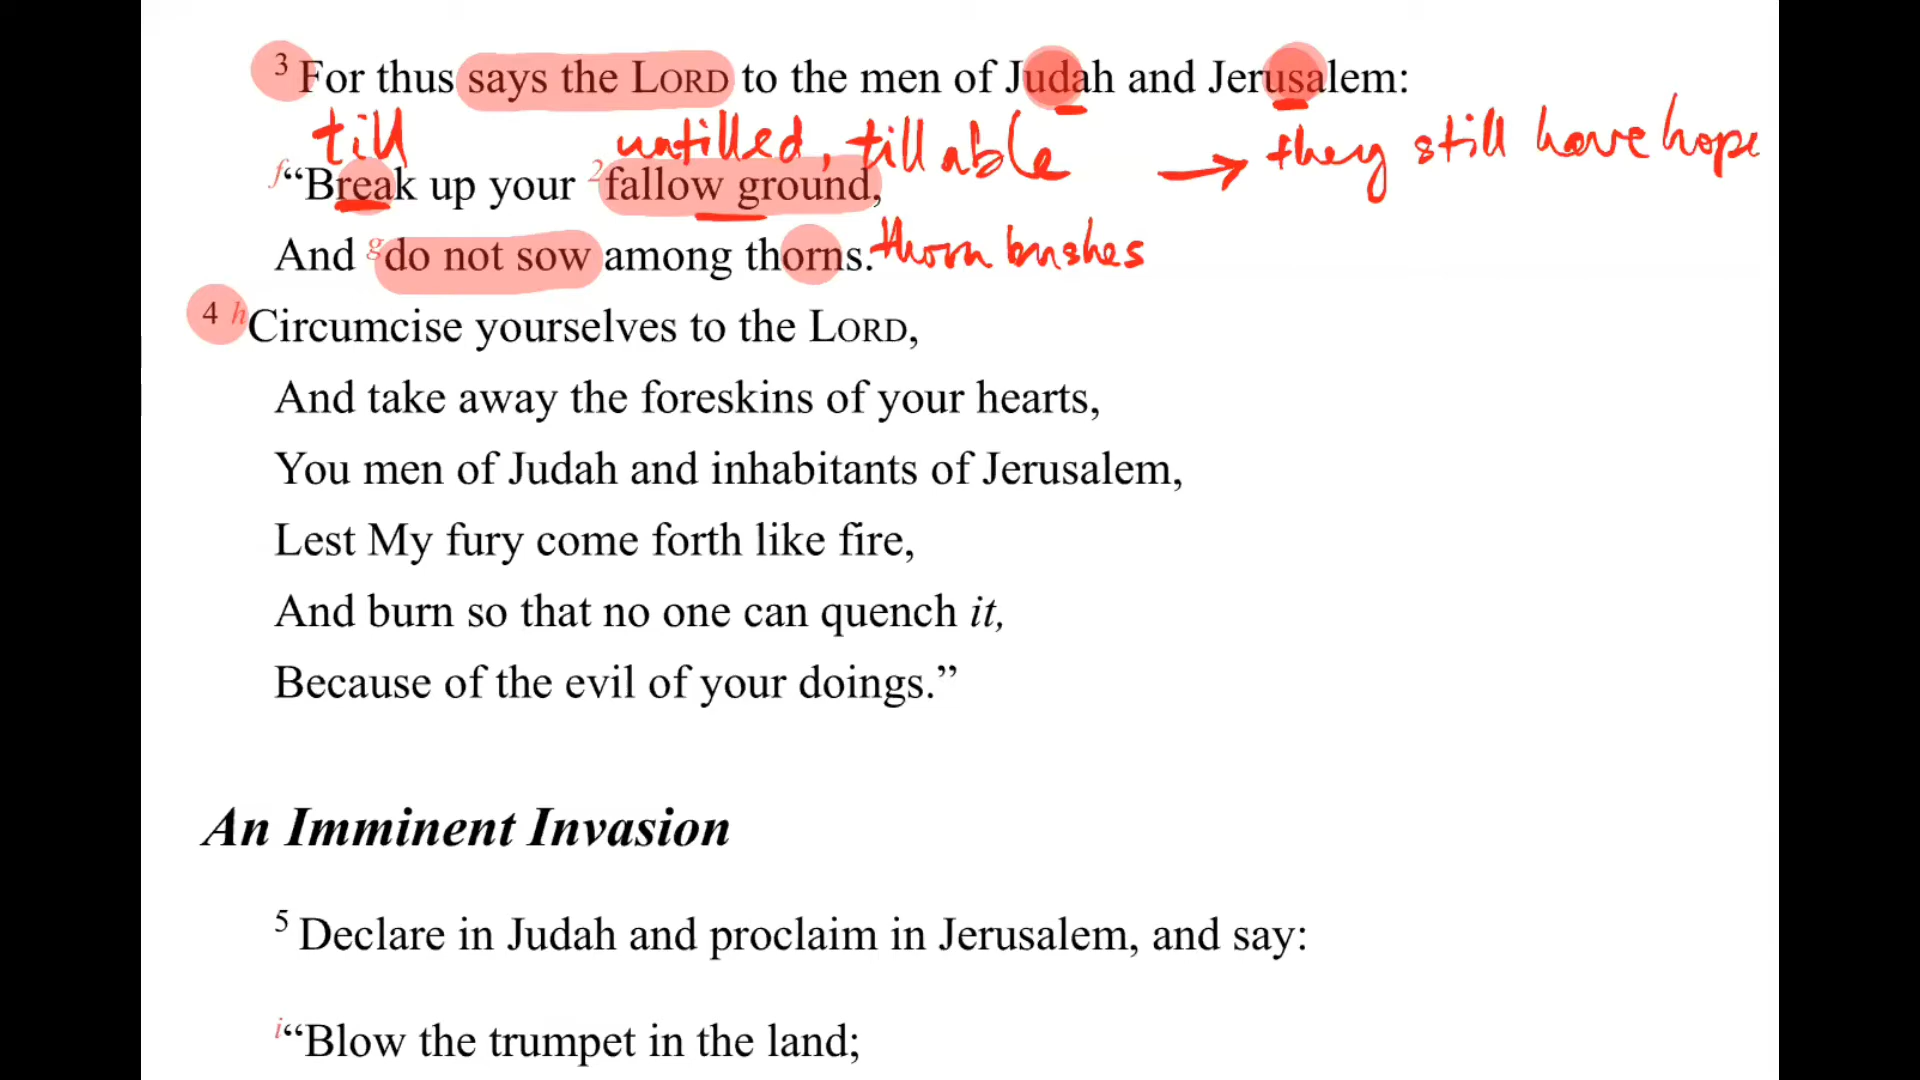 3 For thus says the LORD to the men of Judah and Jerusalem:
till untilled, tillable → they still have hope
f“Break up your 2fallow ground,
And gdo not sow among thorns. thorn bushes
4 hCircumcise yourselves to the LORD,
And take away the foreskins of your hearts,
You men of Judah and inhabitants of Jerusalem,
Lest My fury come forth like fire,
And burn so that no one can quench it,
Because of the evil of your doings.”
An Imminent Invasion
5 Declare in Judah and proclaim in Jerusalem, and say:
i“Blow the trumpet in the land;